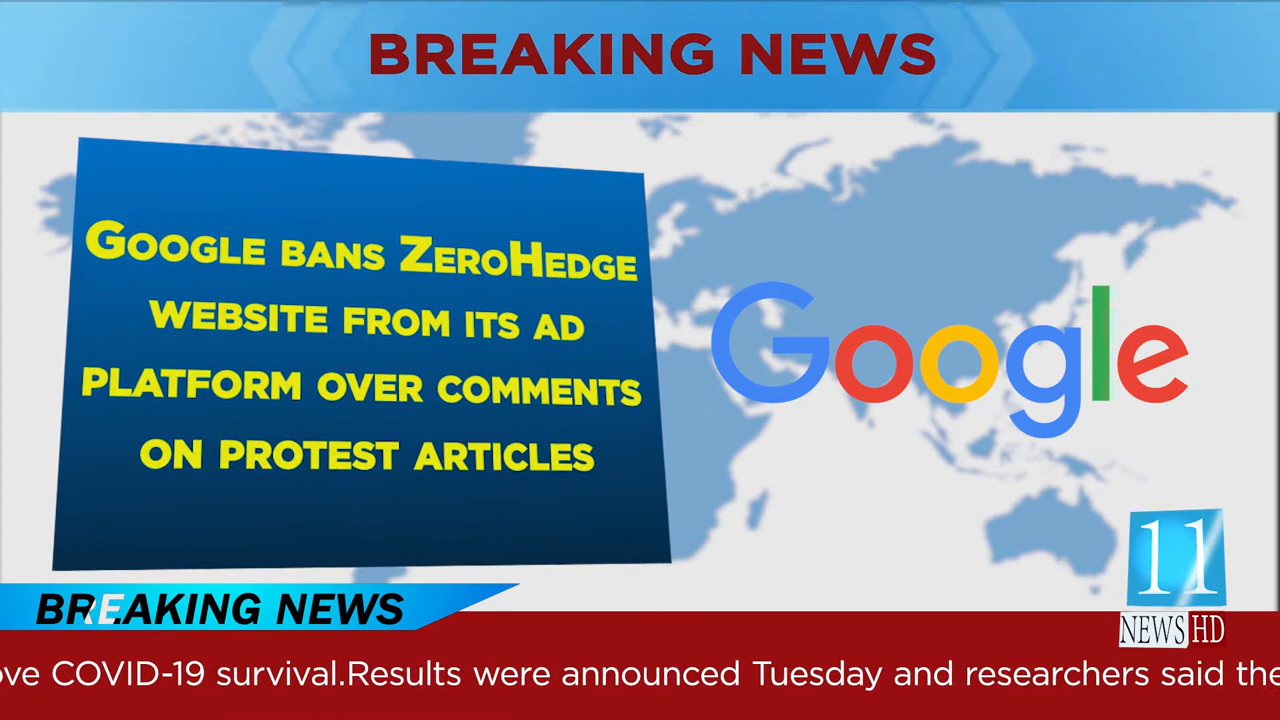 BREAKING NEWS
GOOGLE BANS ZEROHEDGE
WEBSITE FROM ITS AD
PLATFORM OVER COMMENTS
ON PROTEST ARTICLES
Google
11
NEWS HD
BREAKING NEWS
ove COVID-19 survival.Results were announced Tuesday and researchers said the